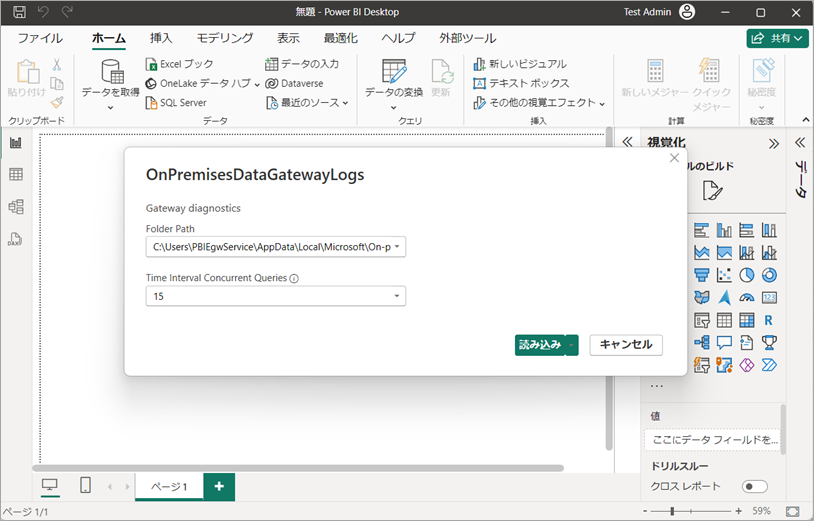 無題 - Power BI Desktop
Test Admin
ファイル
ホーム
挿入
モデリング
表示
最適化
ヘルプ
外部ツール
共有
貼り付け
クリップボード
データを取得
Excel ブック
OneLake データ ハブ
SQL Server
データの入力
Dataverse
最近のソース
データ
データの変換
更新
クエリ
新しいビジュアル
テキスト ボックス
その他の視覚エフェクト
挿入
新しいメジャー
クイック
メジャー
計算
秘密度
秘密度
DAX
OnPremisesDataGatewayLogs
Gateway diagnostics
Folder Path
C:\Users\PBIEgwService\AppData\Local\Microsoft\On-p
Time Interval Concurrent Queries
15
読み込み
キャンセル
視覚化
ルのビルド
データ
123
R
値
ここにデータ フィールドを...
ドリルスルー
クロス レポート
ページ 1
ページ 1/1
59%